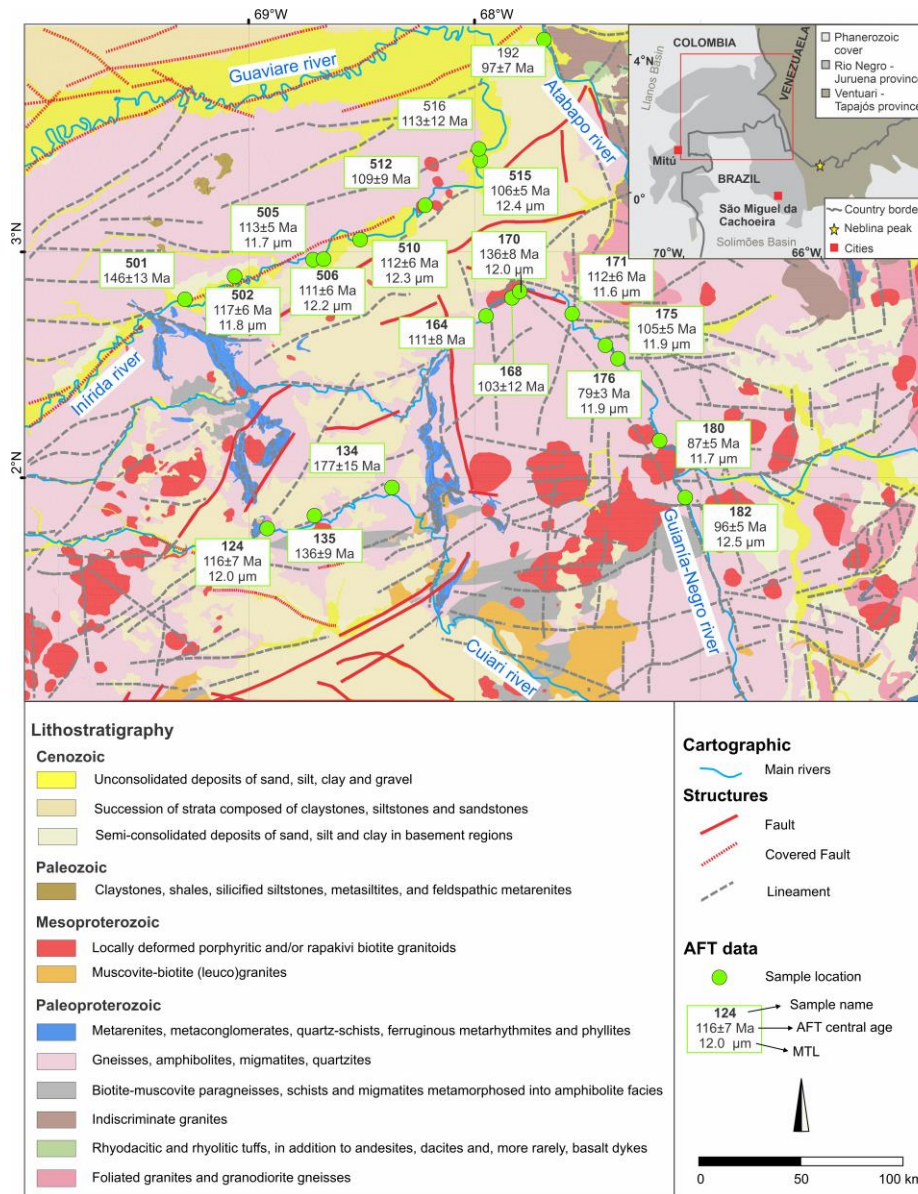 69°W
68°W
3°N
2°N
Guaviare river
Atabapo river
Inírida river
Cuiari river
Guianía-Negro river
192
97±7 Ma
516
113±12 Ma
512
109±9 Ma
515
106±5 Ma
12.4 µm
505
113±5 Ma
11.7 µm
510
112±6 Ma
12.3 µm
170
136±8 Ma
12.0 µm
171
112±6 Ma
11.6 µm
501
146±13 Ma
502
117±6 Ma
11.8 µm
506
111±6 Ma
12.2 µm
164
111±8 Ma
175
105±5 Ma
11.9 µm
168
103±12 Ma
176
79±3 Ma
11.9 µm
180
87±5 Ma
11.7 µm
134
177±15 Ma
182
96±5 Ma
12.5 µm
124
116±7 Ma
12.0 µm
135
136±9 Ma
COLOMBIA
VENEZUAELA
4°N
Llanos Basin
Mitú
BRAZIL
0°
São Miguel da
Cachoeira
Solimões Basin
70°W
66°W
Phanerozoic
cover
Rio Negro -
Juruena provinc
Ventuari -
Tapajós provinc
Country borde
Neblina peak
Cities
Lithostratigraphy
Cenozoic
Unconsolidated deposits of sand, silt, clay and gravel
Succession of strata composed of claystones, siltstones and sandstones
Semi-consolidated deposits of sand, silt and clay in basement regions
Paleozoic
Claystones, shales, silicified siltstones, metasiltites, and feldspathic metarenites
Mesoproterozoic
Locally deformed porphyritic and/or rapakivi biotite granitoids
Muscovite-biotite (leuco)granites
Paleoproterozoic
Metarenites, metaconglomerates, quartz-schists, ferruginous metarhythmites and phyllites
Gneisses, amphibolites, migmatites, quartzites
Biotite-muscovite paragneisses, schists and migmatites metamorphosed into amphibolite facies
Indiscriminate granites
Rhyodacitic and rhyolitic tuffs, in addition to andesites, dacites and, more rarely, basalt dykes
Foliated granites and granodiorite gneisses
Cartographic
Main rivers
Structures
Fault
Covered Fault
Lineament
AFT data
Sample location
124
116±7 Ma
12.0 µm
Sample name
AFT central age
MTL
0 50 100 km